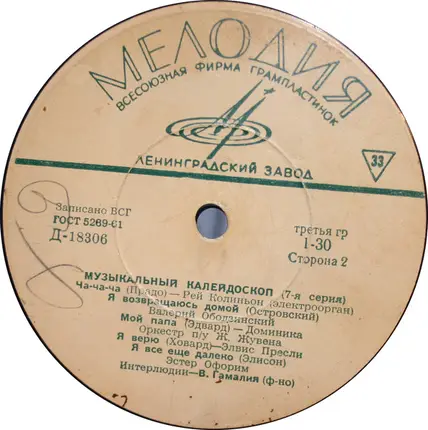 МЕЛОДИЯ
ВСЕСОЮЗНАЯ ФИРМА ГРАМПЛАСТИНОК
ЛЕНИНГРАДСКИЙ ЗАВОД
33
Записано ВСГ
ГОСТ 5269-61
Д-18306
третья гр
1-30
Сторона 2
МУЗЫКАЛЬНЫЙ КАЛЕЙДОСКОП (7-я серия)
Ча-ча-ча (Прадо) — Рей Колиньон (электроорган)
Я возвращаюсь домой (Островский)
Валерий Ободзинский
Мой папа (Эдвард) — Доминика
Оркестр п/у Ж. Жувена
Я верю (Ховард) — Элвис Пресли
Я все еще далеко (Элисон)
Эстер Офорим
Интерлюдии — В. Гамалия (ф-но)